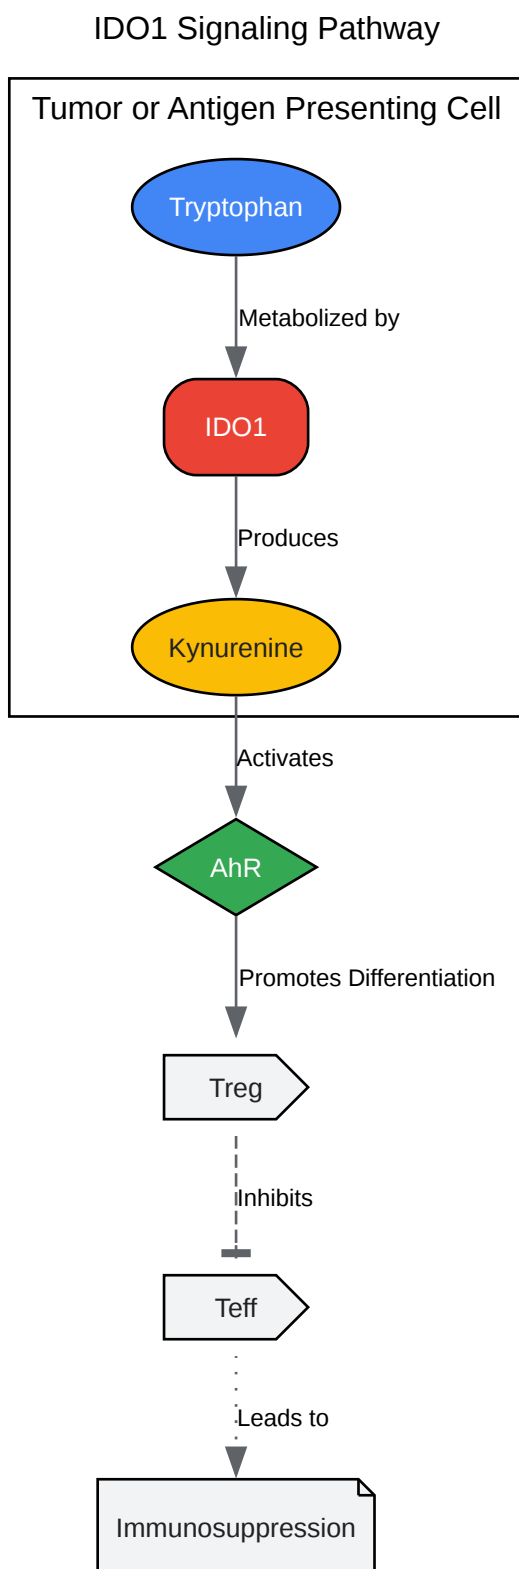 IDO1 Signaling Pathway
Tumor or Antigen Presenting Cell
Tryptophan
Metabolized by
IDO1
Produces
Kynurenine
Activates
AhR
Promotes Differentiation
Treg
Inhibits
Teff
Leads to
Immunosuppression